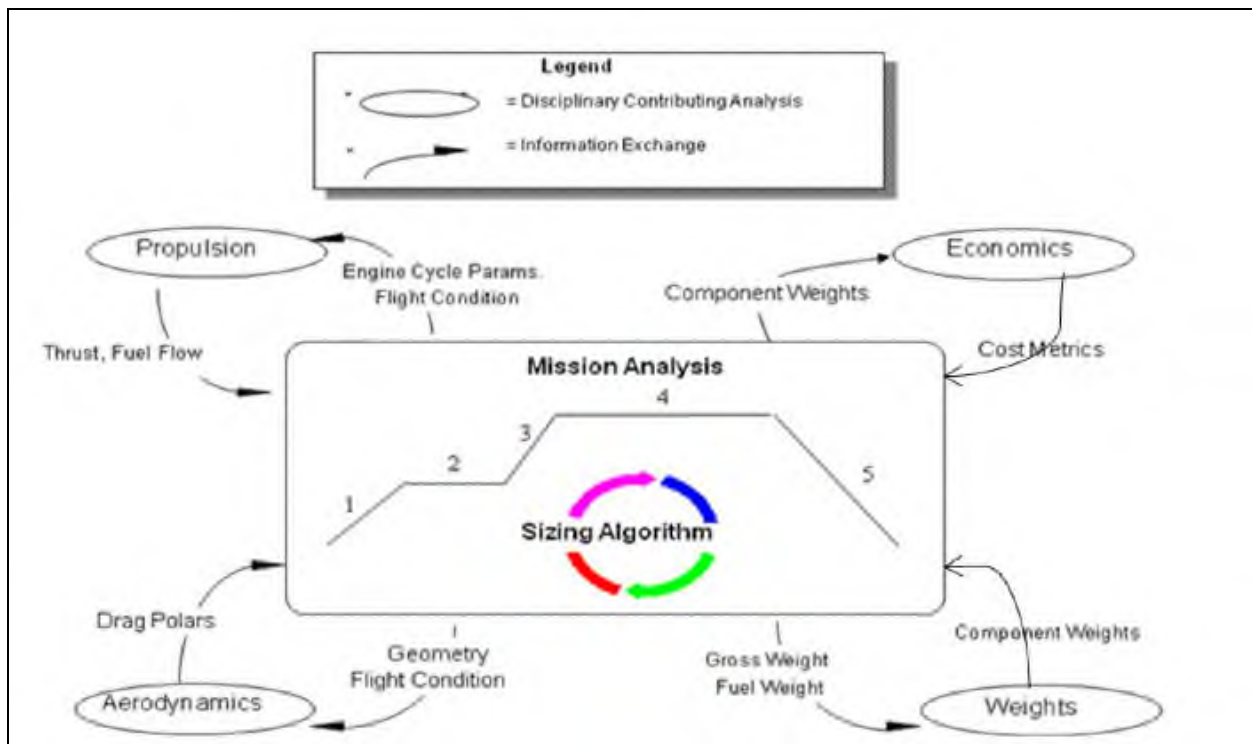 Legend
= Disciplinary Contributing Analysis
= Information Exchange
Propulsion
Economics
Engine Cycle Params.
Flight Condition
Component Weights
Thrust, Fuel Flow
Cost Metrics
Mission Analysis
4
3
2
1
5
Sizing Algorithm
Drag Polars
Geometry
Flight Condition
Gross Weight
Fuel Weight
Component Weights
Aerodynamics
Weights